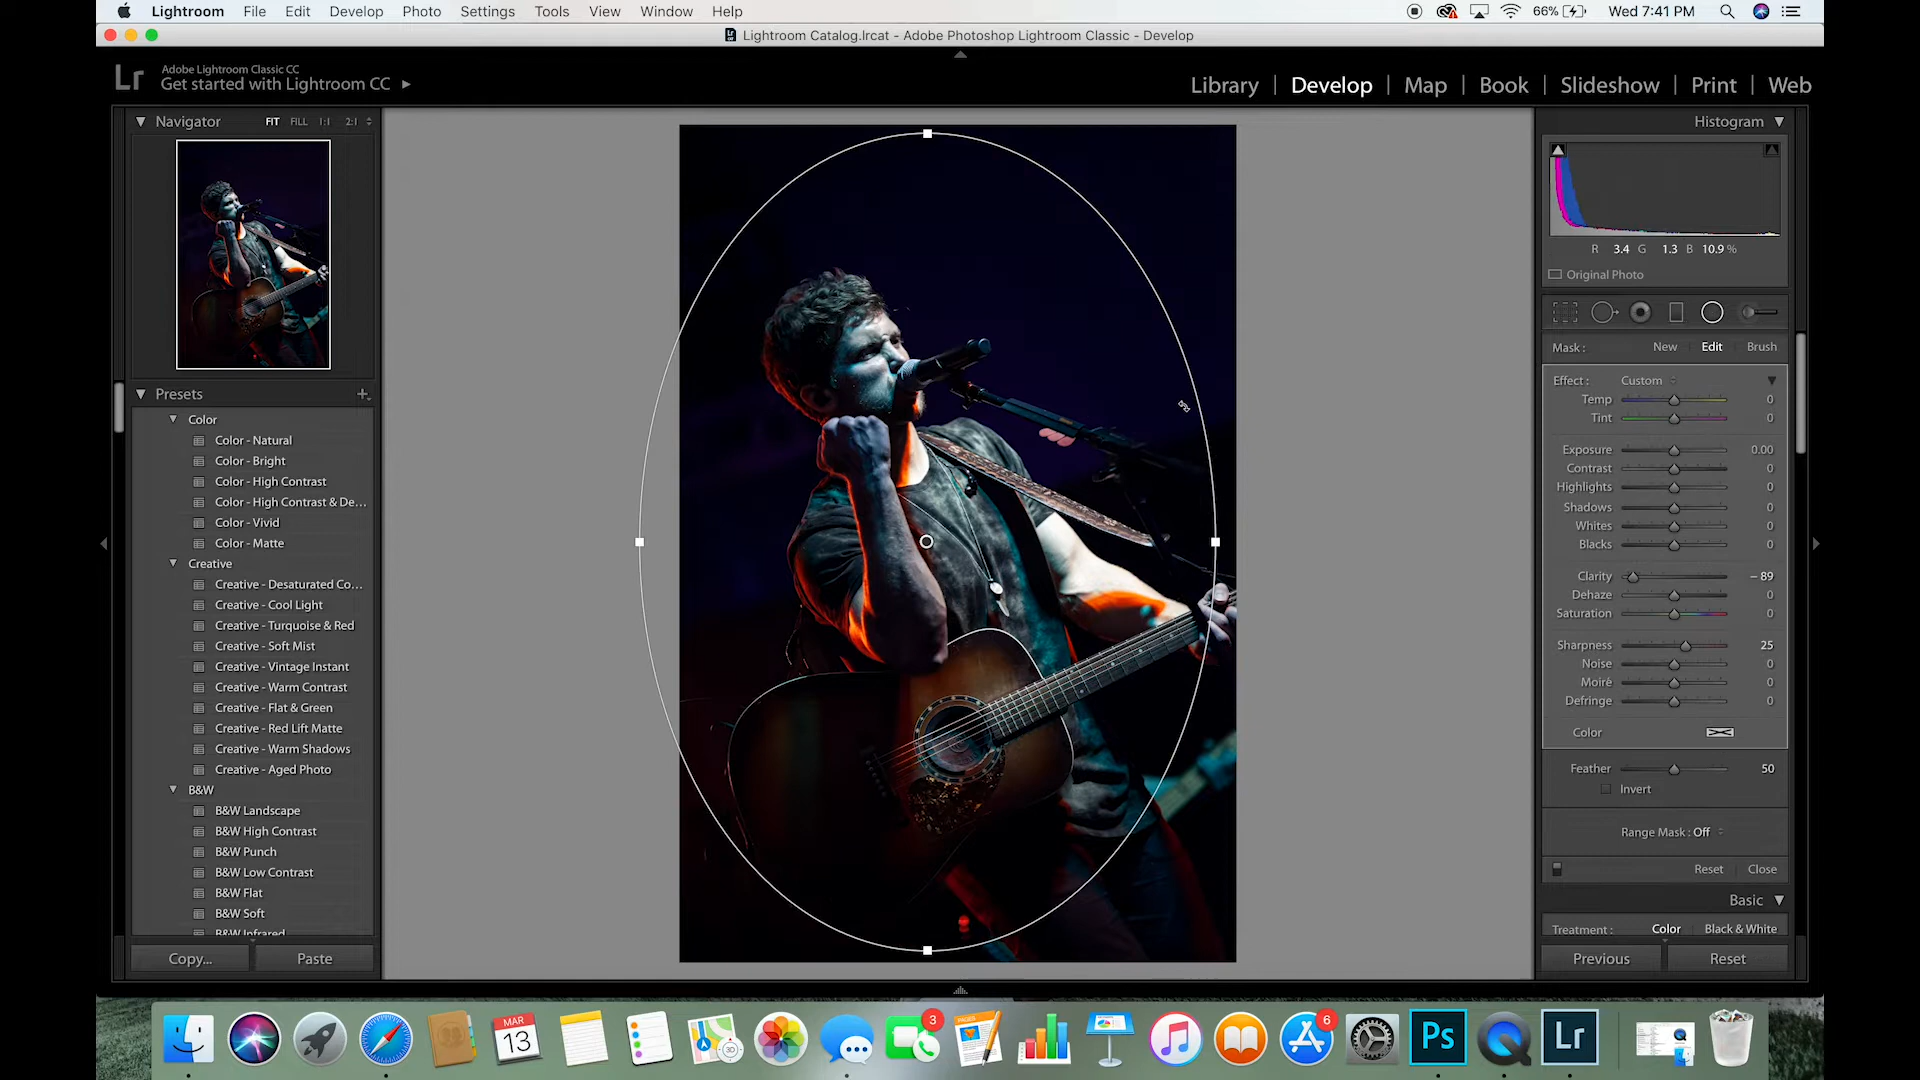 Lightroom File Edit Develop Photo Settings Tools View Window Help 66% Wed 7:41 PM
Lightroom Catalog.lrcat - Adobe Photoshop Lightroom Classic - Develop
Lr Adobe Lightroom Classic CC
Get started with Lightroom CC
Library | Develop | Map | Book | Slideshow | Print | Web
Navigator FIT FILL 1:1 2:1
Presets
Color
Color - Natural
Color - Bright
Color - High Contrast
Color - High Contrast & De...
Color - Vivid
Color - Matte
Creative
Creative - Desaturated Co...
Creative - Cool Light
Creative - Turquoise & Red
Creative - Soft Mist
Creative - Vintage Instant
Creative - Warm Contrast
Creative - Flat & Green
Creative - Red Lift Matte
Creative - Warm Shadows
Creative - Aged Photo
B&W
B&W Landscape
B&W High Contrast
B&W Punch
B&W Low Contrast
B&W Flat
B&W Soft
B&W Infrared
Copy... Paste
Histogram
R 3.4 G 1.3 B 10.9 %
Original Photo
Mask : New Edit Brush
Effect : Custom
Temp 0
Tint 0
Exposure 0.00
Contrast 0
Highlights 0
Shadows 0
Whites 0
Blacks 0
Clarity – 89
Dehaze 0
Saturation 0
Sharpness 25
Noise 0
Moiré 0
Defringe 0
Color
Feather 50
Invert
Range Mask : Off
Reset Close
Basic
Treatment : Color Black & White
Previous Reset
MAR
13
30
3
PAGES
6
Ps
Lr